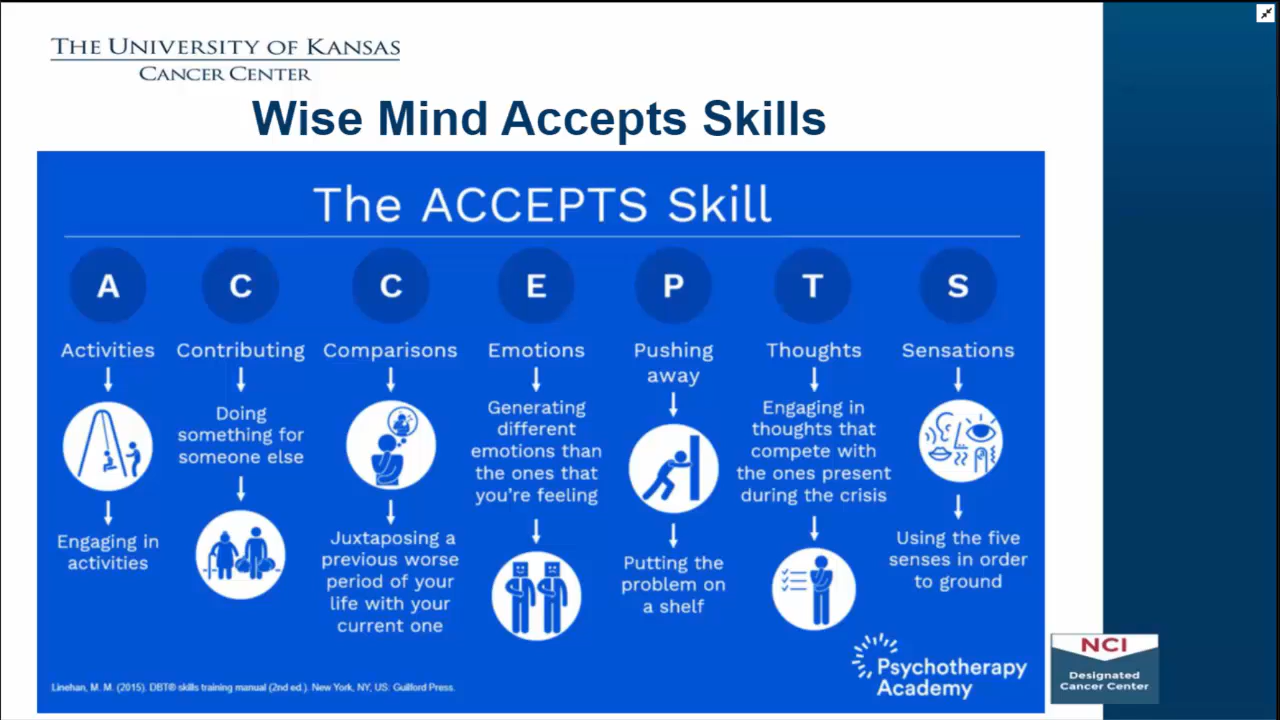 THE UNIVERSITY OF KANSAS
CANCER CENTER
Wise Mind Accepts Skills
The ACCEPTS Skill
A
Activities
Engaging in
activities
C
Contributing
Doing
something for
someone else
C
Comparisons
Juxtaposing a
previous worse
period of your
life with your
current one
E
Emotions
Generating
different
emotions than
the ones that
you're feeling
P
Pushing
away
Putting the
problem on
a shelf
T
Thoughts
Engaging in
thoughts that
compete with
the ones present
during the crisis
S
Sensations
Using the five
senses in order
to ground
Linehan, M. M. (2015). DBT® skills training manual (2nd ed.). New York, NY, US: Guilford Press.
Psychotherapy
Academy
NCI
Designated
Cancer Center